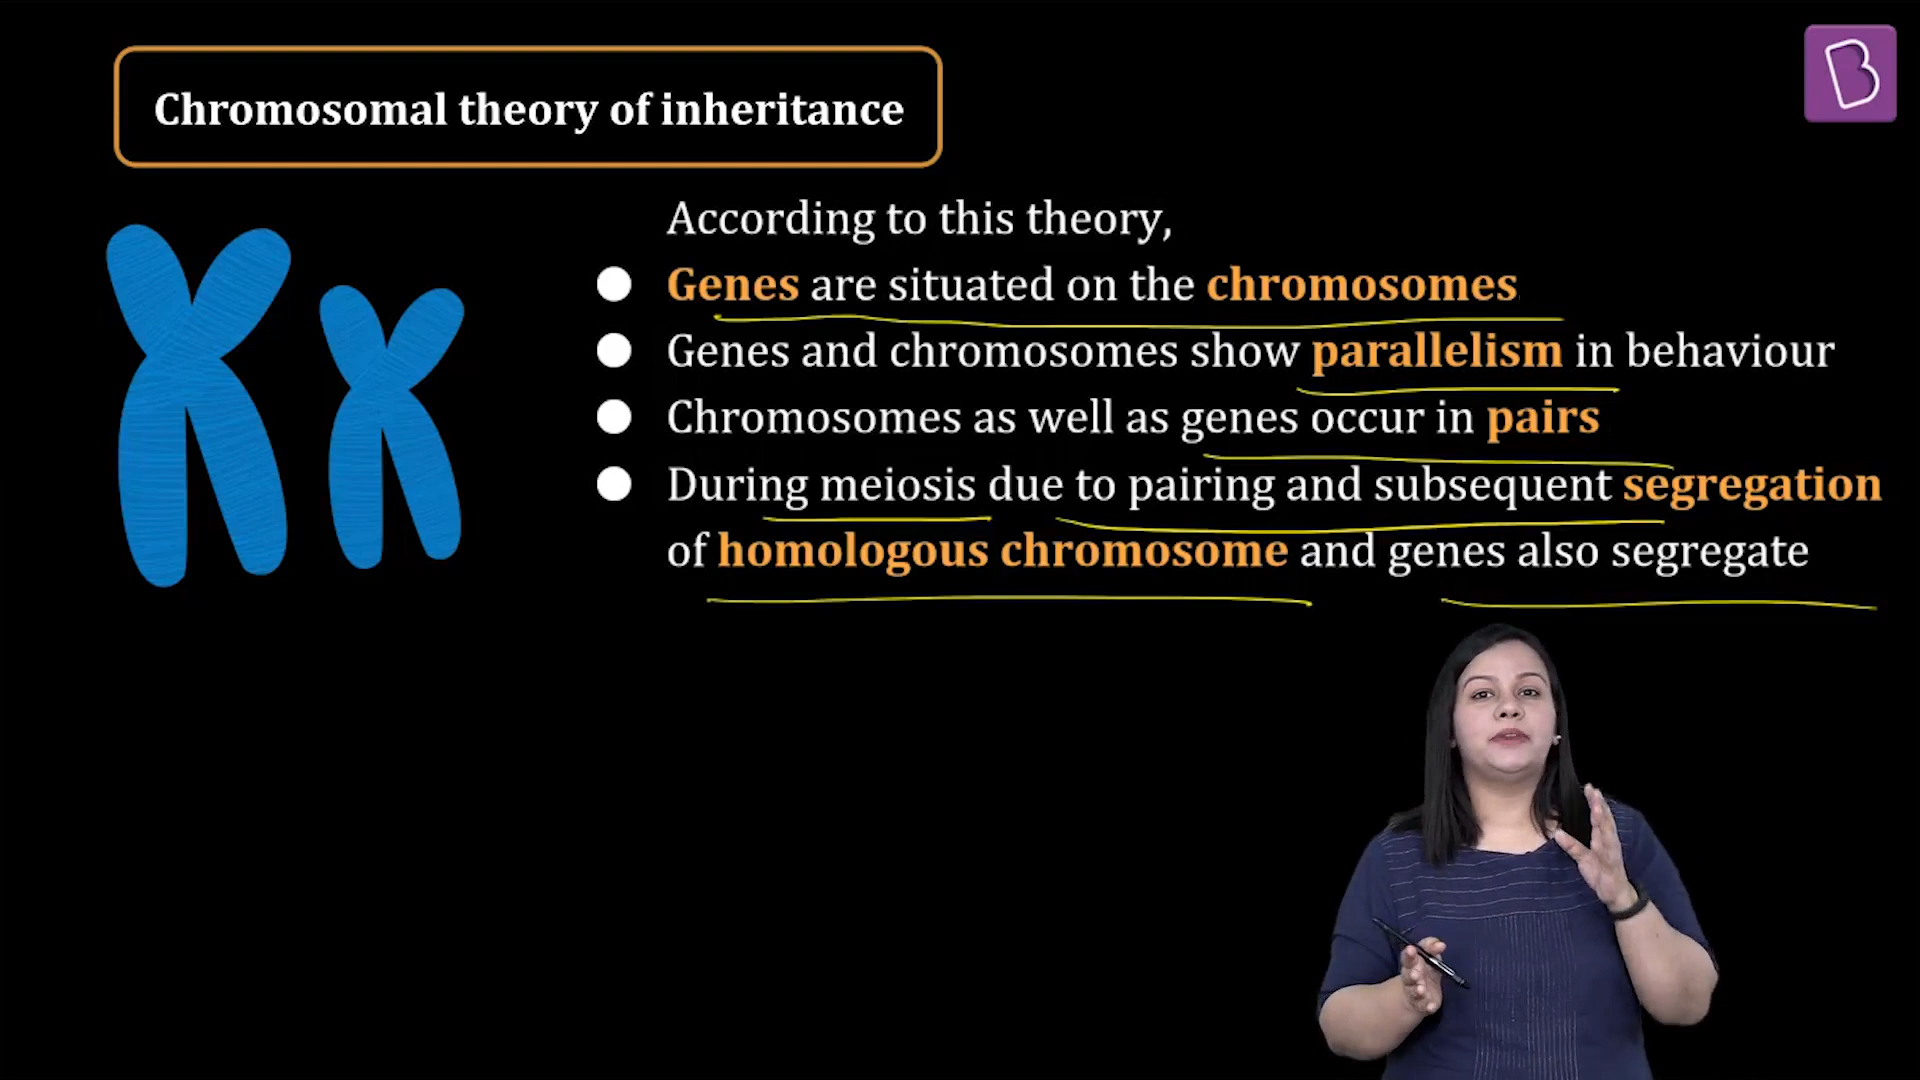 Chromosomal theory of inheritance
According to this theory,
Genes are situated on the chromosomes
Genes and chromosomes show parallelism in behaviour
Chromosomes as well as genes occur in pairs
During meiosis due to pairing and subsequent segregation
of homologous chromosome and genes also segregate